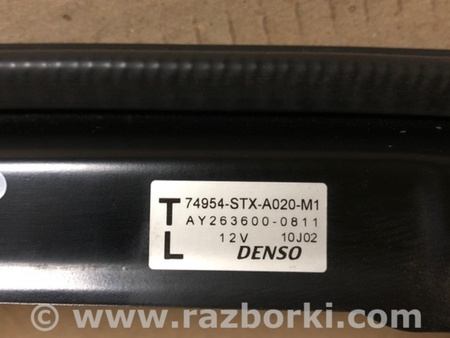 T 74954-STX-A020-M1
AY263600-0811
L 12V 10J02
DENSO
© www.razborki.com